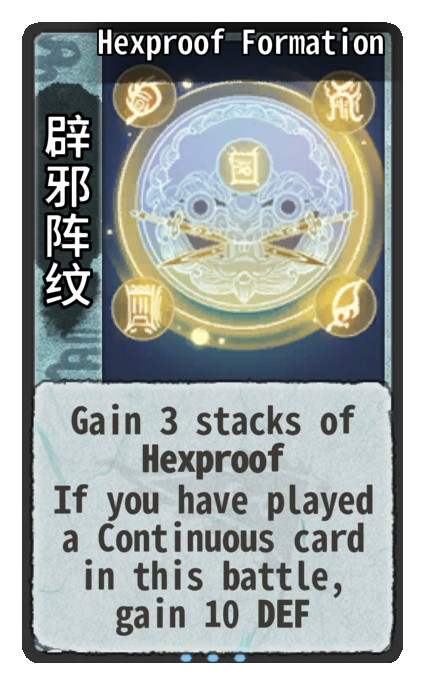 Hexproof Formation
辟邪阵纹
Gain 3 stacks of
Hexproof
If you have played
a Continuous card
in this battle,
gain 10 DEF